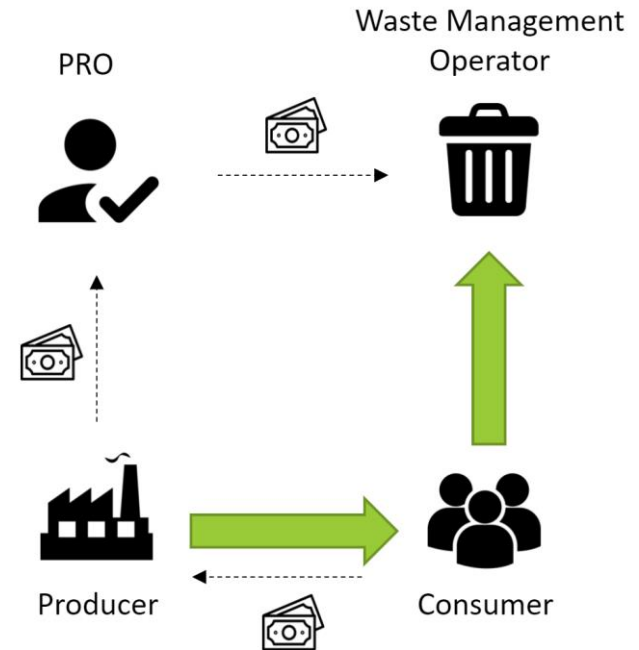 PRO
Waste Management
Operator
Producer
Consumer